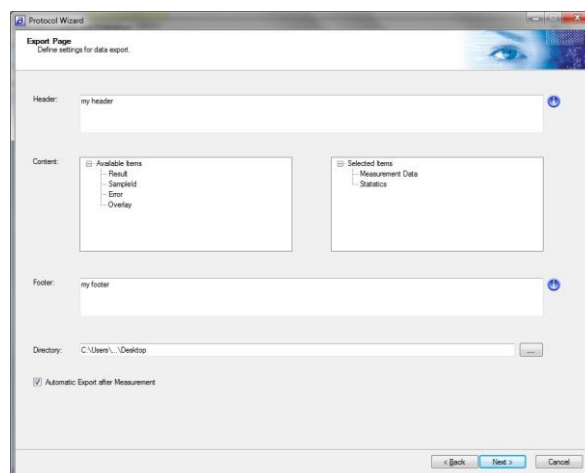 Protocol Wizard
Export Page
Define settings for data export.
Header:
my header
Content:
Available Items
Result
SampleId
Error
Overlay
Selected Items
Measurement Data
Statistics
Footer:
my footer
Directory:
C:\Users\...\Desktop
...
Automatic Export after Measurement
< Back
Next >
Cancel